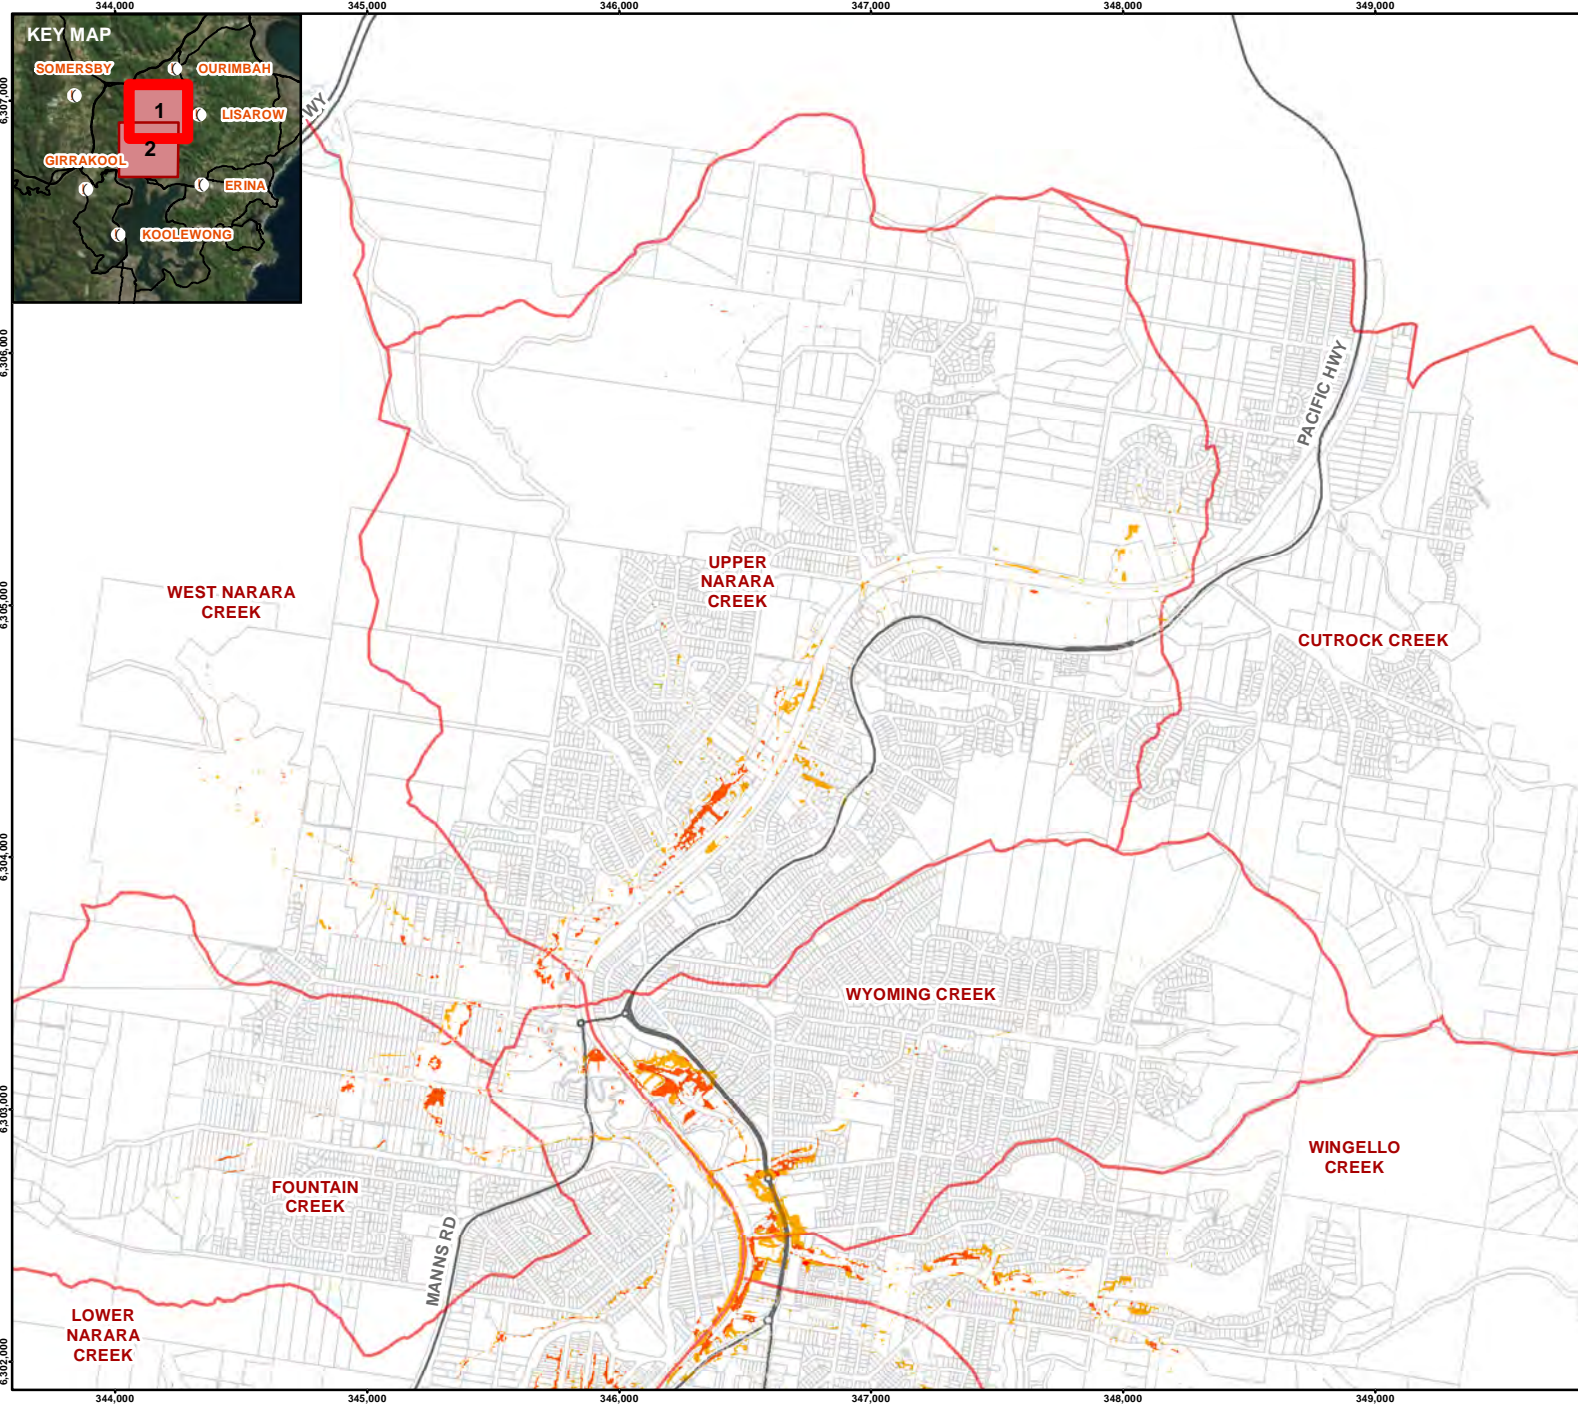 344,000
345,000
346,000
347,000
348,000
349,000
KEY MAP
SOMERSBY
OURIMBAH
1
LISAROW
2
GIRRAKOOL
ERINA
KOOLEWONG
WY
6,307,000
6,306,000
6,305,000
6,304,000
6,303,000
6,302,000
PACIFIC HWY
UPPER
NARARA
CREEK
WEST NARARA
CREEK
CUTROCK CREEK
WYOMING CREEK
WINGELLO
CREEK
FOUNTAIN
CREEK
MANNS RD
LOWER
NARARA
CREEK
344,000
345,000
346,000
347,000
348,000
349,000